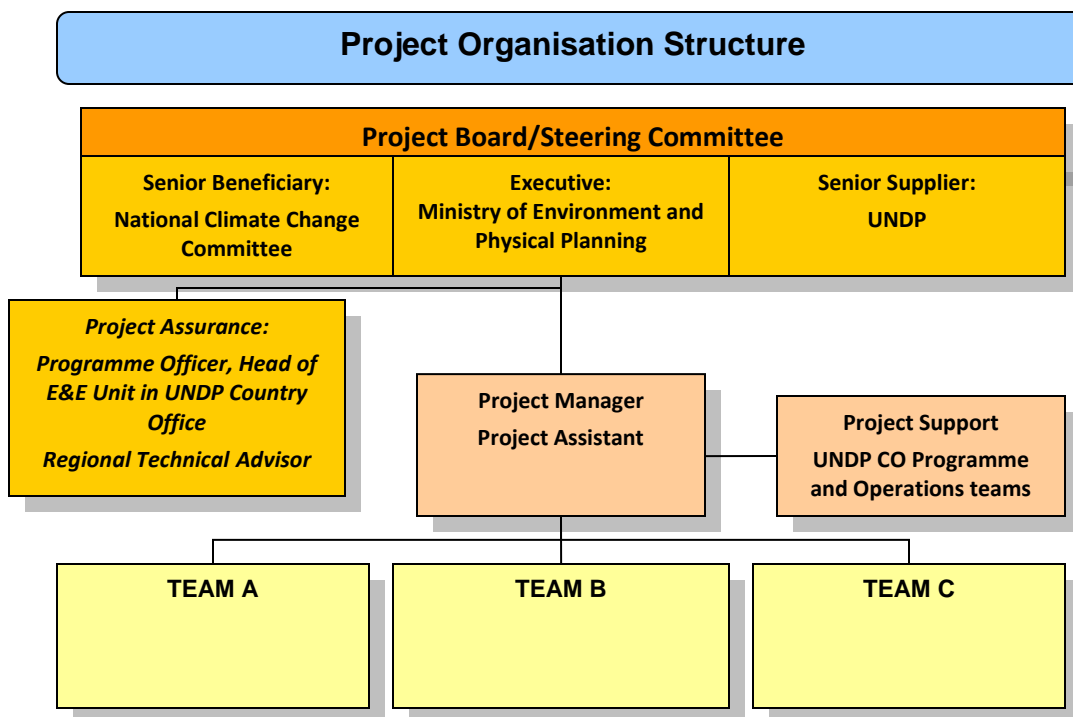 Project Organisation Structure
Project Board/Steering Committee
Senior Beneficiary:
National Climate Change
Committee
Executive:
Ministry of Environment and
Physical Planning
Senior Supplier:
UNDP
Project Assurance:
Programme Officer, Head of
E&E Unit in UNDP Country
Office
Regional Technical Advisor
Project Manager
Project Assistant
Project Support
UNDP CO Programme
and Operations teams
TEAM A
TEAM B
TEAM C